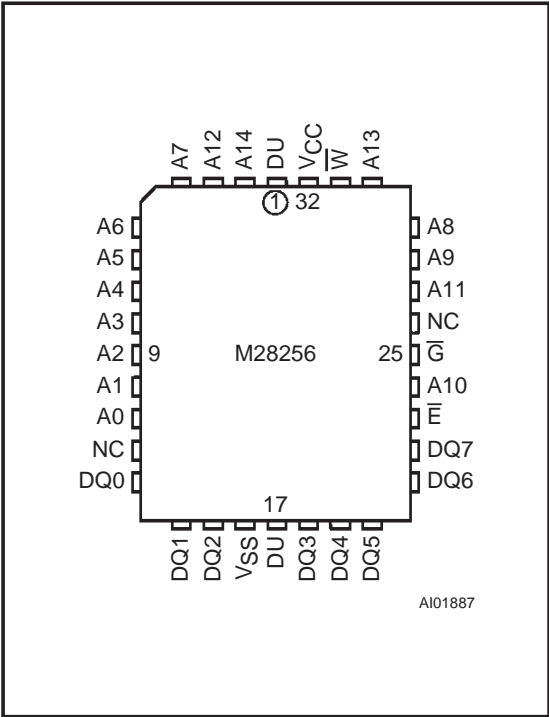 A7
A12
A14
DU
VCC
W̅
A13
1 32
A6
A5
A4
A3
A2
A1
A0
NC
DQ0
9 M28256 25
A8
A9
A11
NC
G̅
A10
E̅
DQ7
DQ6
17
DQ1
DQ2
VSS
DU
DQ3
DQ4
DQ5
AI01887